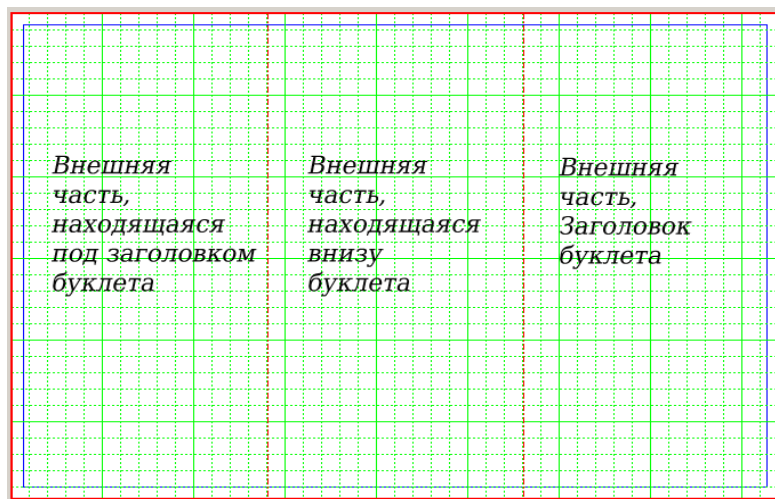 Внешняя
часть,
находящаяся
под заголовком
буклета
Внешняя
часть,
находящаяся
внизу
буклета
Внешняя
часть,
Заголовок
буклета